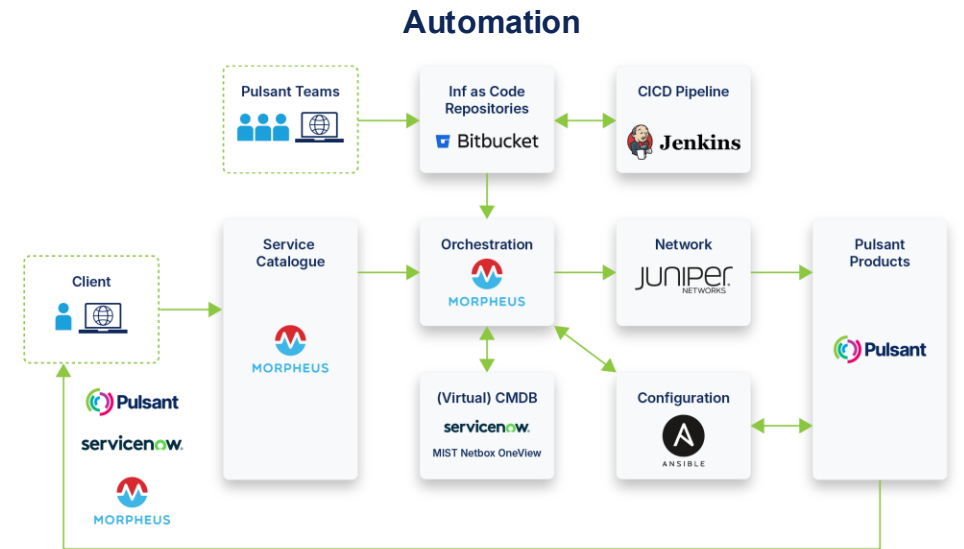 Automation
Pulsant Teams
Inf as Code
Repositories
Bitbucket
CICD Pipeline
Jenkins
Client
Service
Catalogue
MORPHEUS
Orchestration
MORPHEUS
Network
JUNIPER
NETWORKS
Pulsant
Products
Pulsant
(Virtual) CMDB
servicenow
MIST Netbox OneView
Configuration
ANSIBLE
Pulsant
servicenow
MORPHEUS